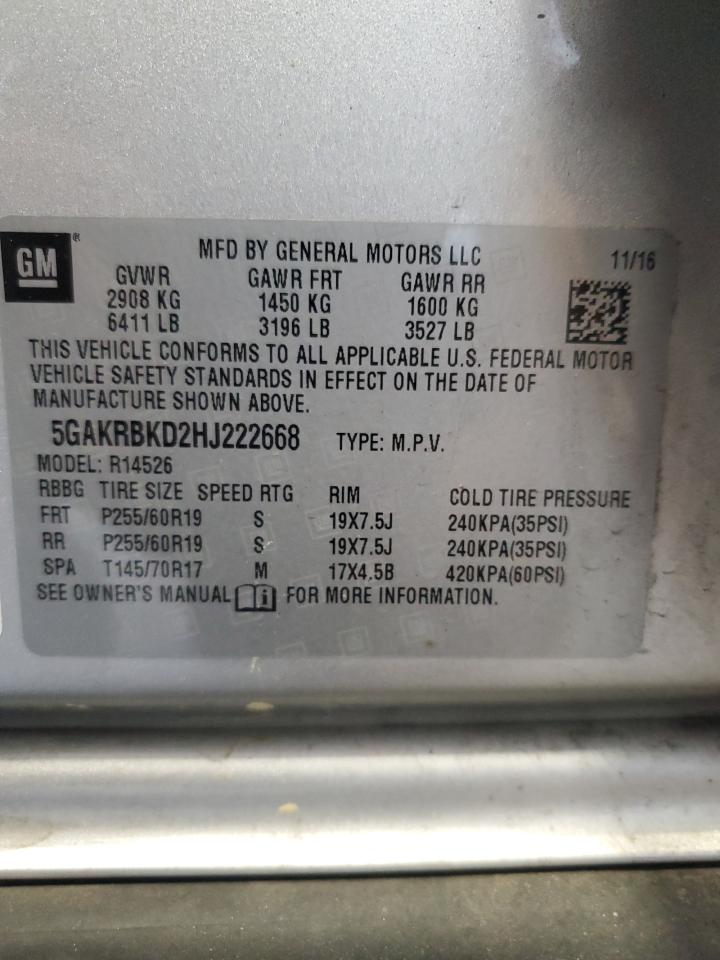 GM®
MFD BY GENERAL MOTORS LLC 11/16
GVWR GAWR FRT GAWR RR
2908 KG 1450 KG 1600 KG
6411 LB 3196 LB 3527 LB
THIS VEHICLE CONFORMS TO ALL APPLICABLE U.S. FEDERAL MOTOR
VEHICLE SAFETY STANDARDS IN EFFECT ON THE DATE OF
MANUFACTURE SHOWN ABOVE.
5GAKRBKD2HJ222668 TYPE: M.P.V.
MODEL: R14526
RBBG TIRE SIZE SPEED RTG RIM COLD TIRE PRESSURE
FRT P255/60R19 S 19X7.5J 240KPA(35PSI)
RR P255/60R19 S 19X7.5J 240KPA(35PSI)
SPA T145/70R17 M 17X4.5B 420KPA(60PSI)
SEE OWNER'S MANUAL i FOR MORE INFORMATION.